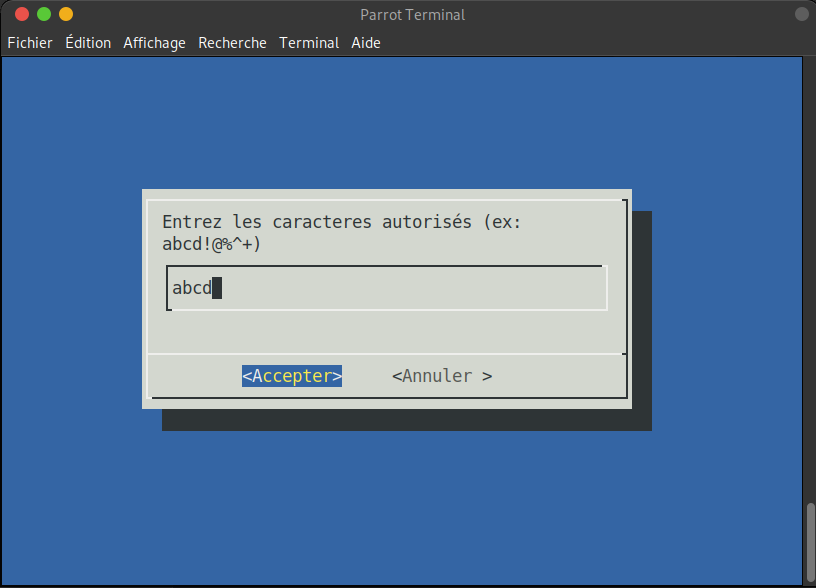 Parrot Terminal
Fichier Édition Affichage Recherche Terminal Aide
Entrez les caracteres autorisés (ex:
abcd!@%^+)
abcd
<Accepter> <Annuler >